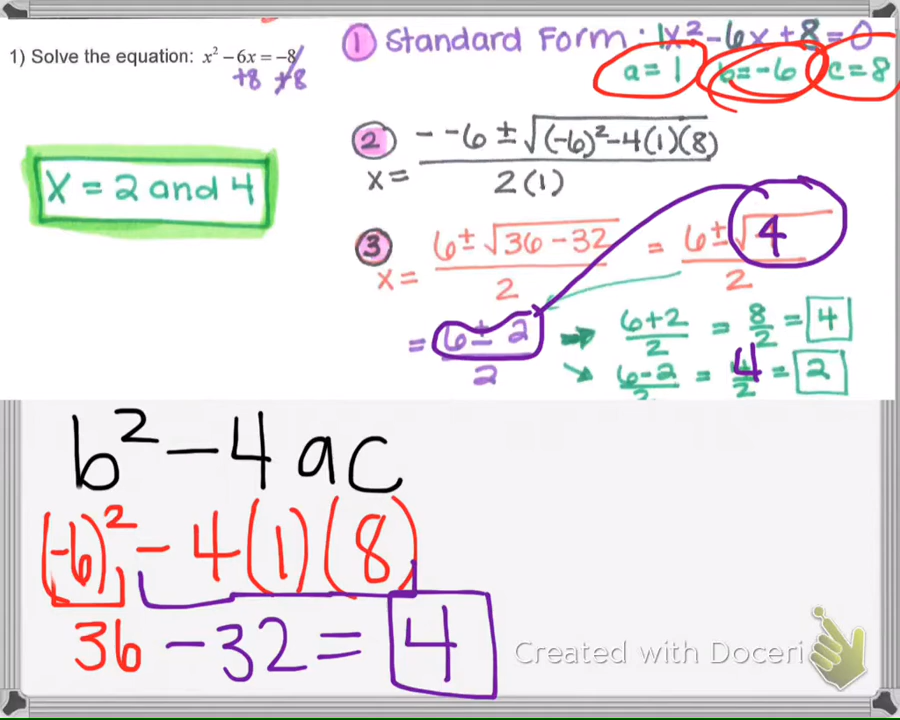 1) Solve the equation: x² – 6x = –8
+8 +8
① Standard Form: 1x² - 6x + 8 = 0
a = 1 b = -6 c = 8
② x = (- -6 ± √((-6)² - 4(1)(8))) / 2(1)
X = 2 and 4
③ x = (6 ± √(36 - 32)) / 2 = (6 ± √4) / 2
= (6 ± 2) / 2 → (6+2) / 2 = 8/2 = 4
↘ (6-2) / 2 = 4/2 = 2
b² - 4ac
(-6)² - 4(1)(8)
36 - 32 = 4
Created with Doceri